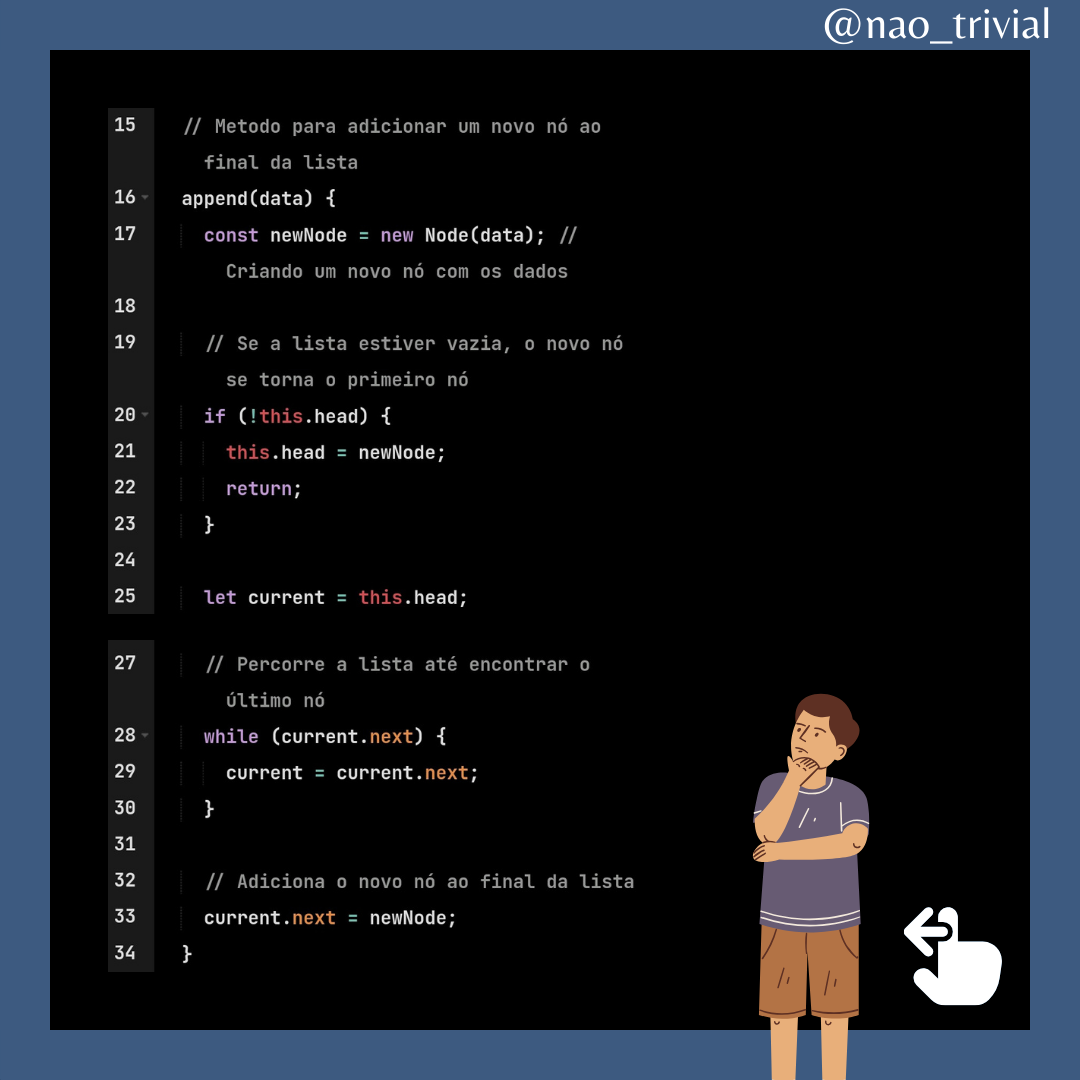 @nao_trivial
15 // Metodo para adicionar um novo nó ao
final da lista
16 append(data) {
17 const newNode = new Node(data); //
Criando um novo nó com os dados
18
19 // Se a lista estiver vazia, o novo nó
se torna o primeiro nó
20 if (!this.head) {
21 this.head = newNode;
22 return;
23 }
24
25 let current = this.head;
27 // Percorre a lista até encontrar o
último nó
28 while (current.next) {
29 current = current.next;
30 }
31
32 // Adiciona o novo nó ao final da lista
33 current.next = newNode;
34 }